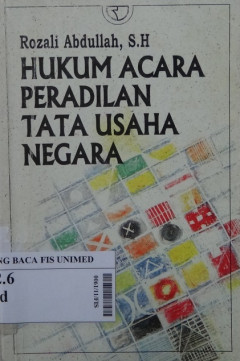 Rozali Abdullah, S.H
HUKUM ACARA
PERADILAN
TATA USAHA
NEGARA
NG BACA FIS UNIMED
2.6
d